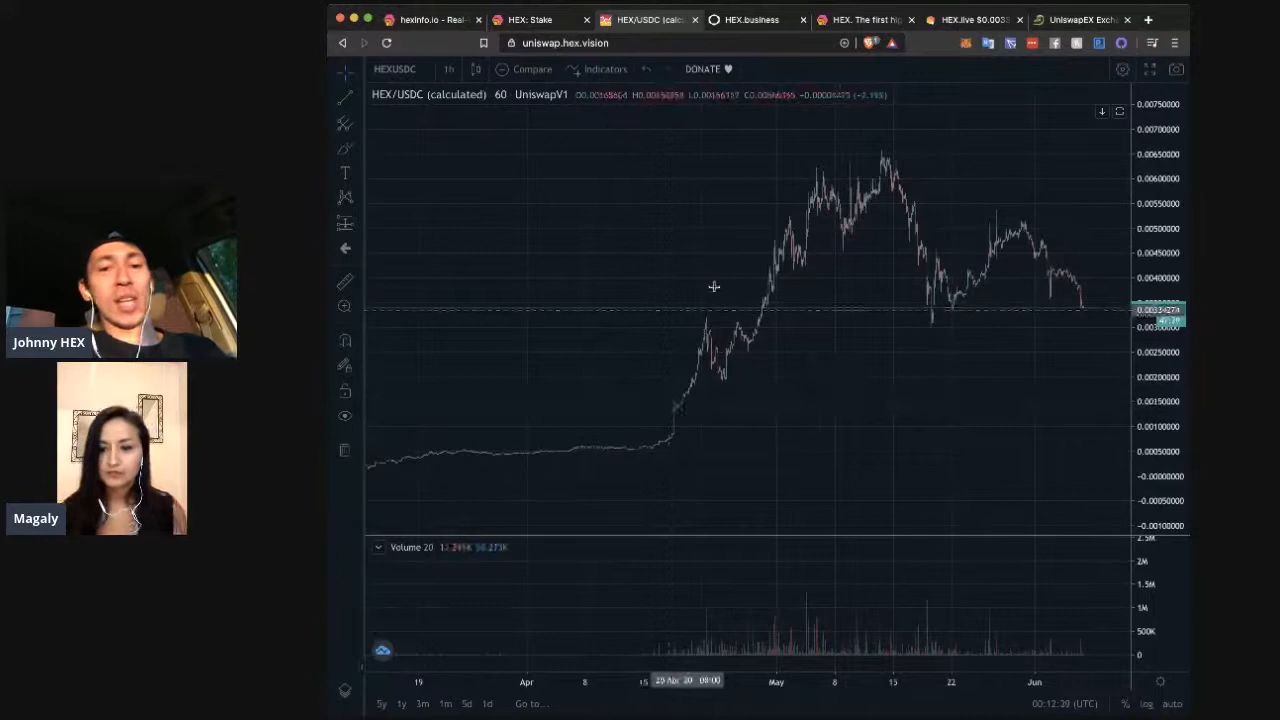 hexinfo.io - Real-
HEX: Stake
HEX/USDC (calc
HEX.business
HEX. The first hig
HEX.live $0.0033
UniswapEX Exch
uniswap.hex.vision
HEXUSDC 1h Compare Indicators DONATE
HEX/USDC (calculated) 60 UniswapV1
0.00750000
0.00700000
0.00650000
0.00600000
0.00550000
0.00500000
0.00450000
0.00400000
0.00300000
0.00250000
0.00200000
0.00150000
0.00100000
0.00050000
-0.00000000
-0.00050000
-0.00100000
Johnny HEX
Magaly
Volume 20
2.5M
2M
1.5M
1M
500K
0
19 Apr 8 15 May 8 15 22 Jun
5y 1y 3m 1m 5d 1d Go to...
(UTC) % log auto